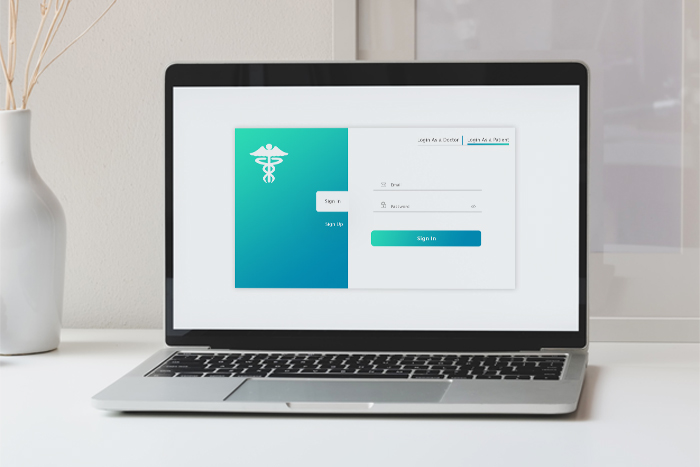 Login As a Doctor
Login As a Patient
Sign In
Sign Up
Email
Password
Sign In